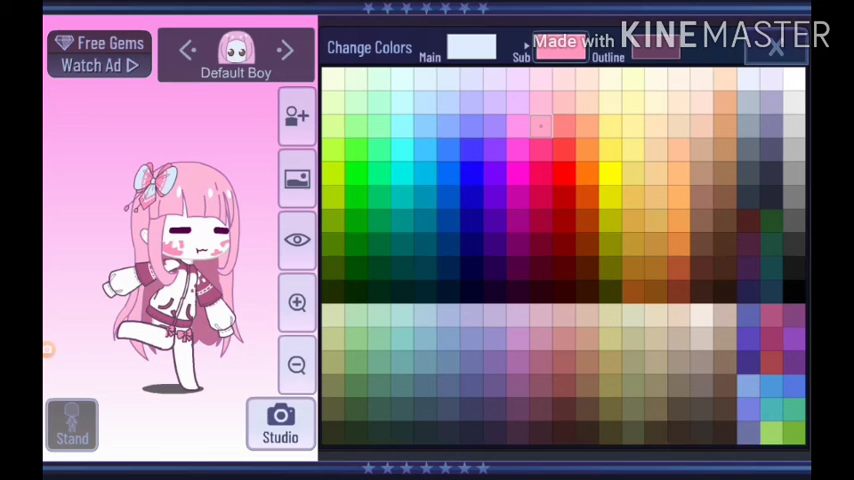 Free Gems
Watch Ad
Default Boy
Change Colors
Main
Sub
Outline
Made with KINEMASTER
X
Stand
Studio